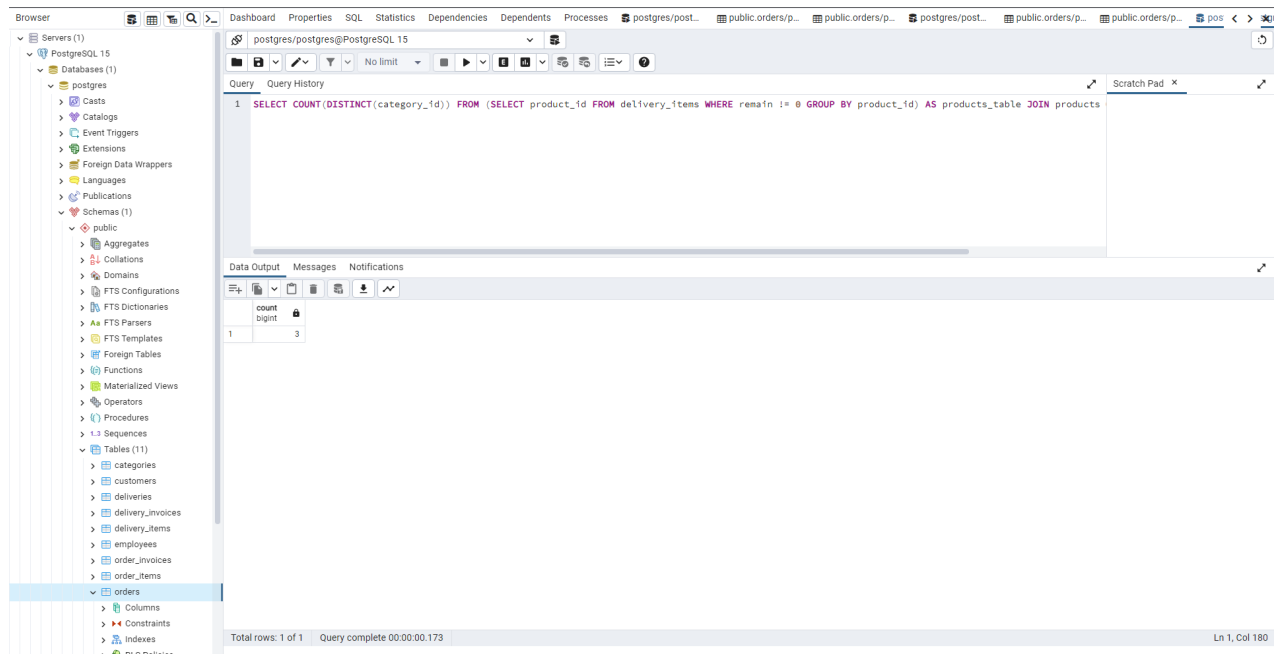 Browser
Dashboard Properties SQL Statistics Dependencies Dependents Processes postgres/post... public.orders/p... public.orders/p... postgres/post... public.orders/p... public.orders/p... pos
Servers (1)
PostgreSQL 15
Databases (1)
postgres
Casts
Catalogs
Event Triggers
Extensions
Foreign Data Wrappers
Languages
Publications
Schemas (1)
public
Aggregates
Collations
Domains
FTS Configurations
FTS Dictionaries
Aa FTS Parsers
FTS Templates
Foreign Tables
Functions
Materialized Views
Operators
Procedures
1..3 Sequences
Tables (11)
categories
customers
deliveries
delivery_invoices
delivery_items
employees
order_invoices
order_items
orders
Columns
Constraints
Indexes
RLS Policies
postgres/postgres@PostgreSQL 15
No limit
E
Query Query History
Scratch Pad ×
1 SELECT COUNT(DISTINCT(category_id)) FROM (SELECT product_id FROM delivery_items WHERE remain != 0 GROUP BY product_id) AS products_table JOIN products
Data Output Messages Notifications
count
bigint
1 3
Total rows: 1 of 1 Query complete 00:00:00.173 Ln 1, Col 180